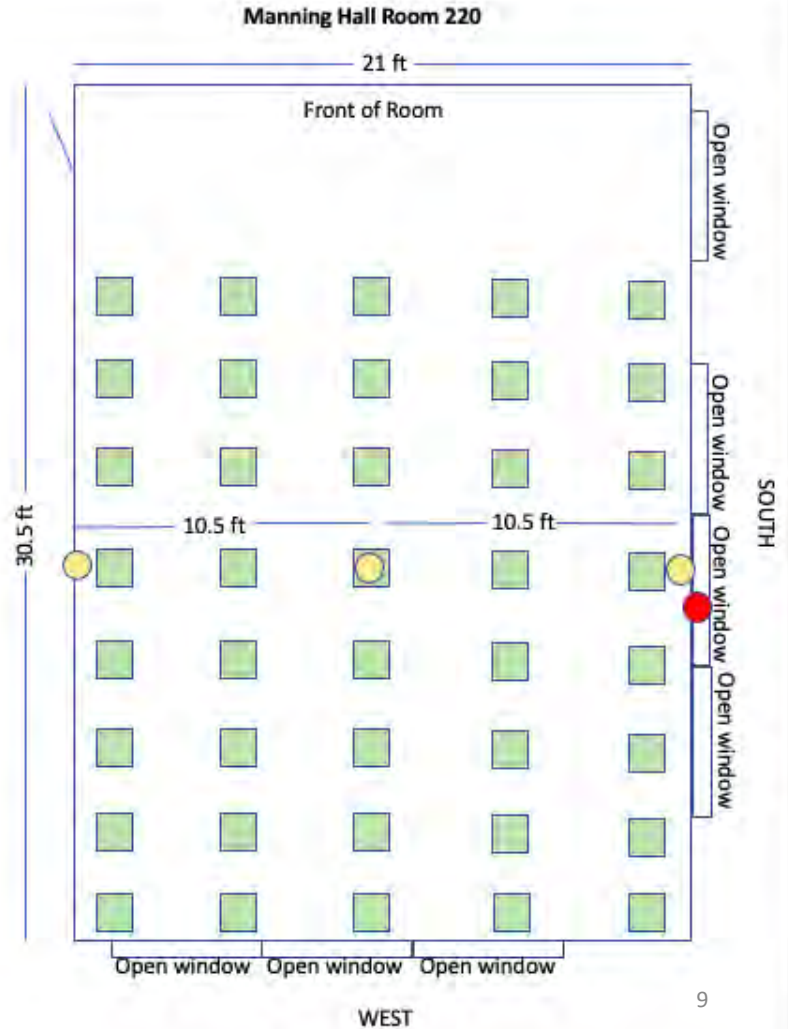 Manning Hall Room 220
21 ft
Front of Room
Open window
Open window
SOUTH
10.5 ft
10.5 ft
30.5 ft
Open window
Open window
Open window
Open window
Open window
9
WEST